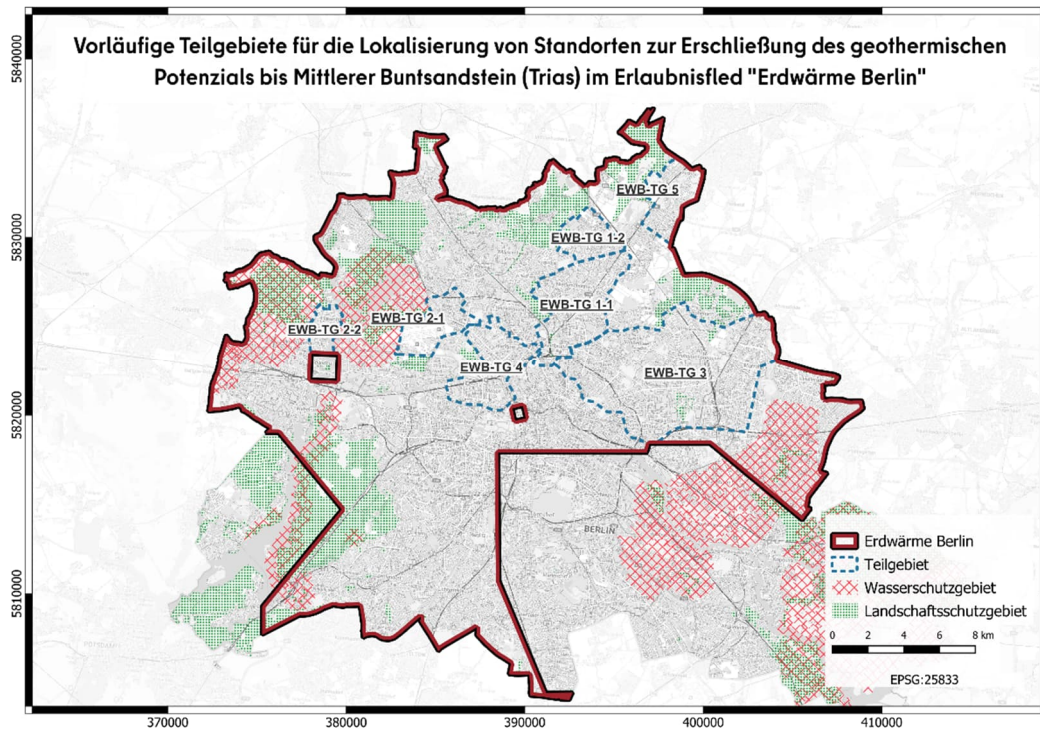 Vorläufige Teilgebiete für die Lokalisierung von Standorten zur Erschließung des geothermischen
Potenzials bis Mittlerer Buntsandstein (Trias) im Erlaubnisfled "Erdwärme Berlin"
5840000
5830000
5820000
5810000
EWB-TG 5
EWB-TG 1-2
EWB-TG 1-1
EWB-TG 2-1
EWB-TG 2-2
EWB-TG 4
EWB-TG 3
BERLIN
Erdwärme Berlin
Teilgebiet
Wasserschutzgebiet
Landschaftsschutzgebiet
0 2 4 6 8 km
EPSG:25833
370000 380000 390000 400000 410000